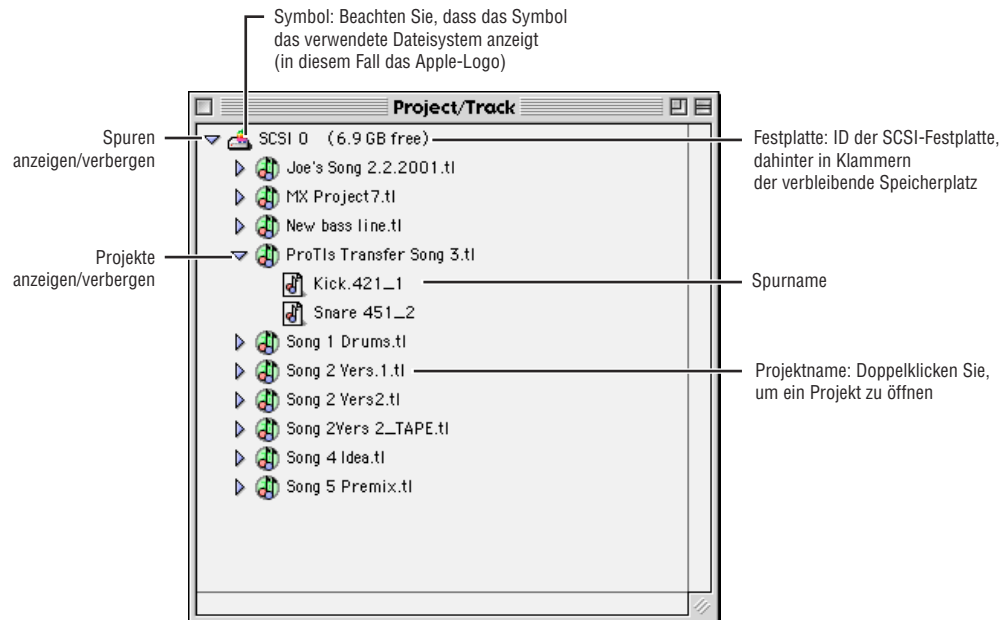 Symbol: Beachten Sie, dass das Symbol
das verwendete Dateisystem anzeigt
(in diesem Fall das Apple-Logo)
Project/Track
Spuren
anzeigen/verbergen
SCSI 0 (6.9 GB free)
Festplatte: ID der SCSI-Festplatte,
dahinter in Klammern
der verbleibende Speicherplatz
Joe's Song 2.2.2001.tl
MX Project7.tl
New bass line.tl
Projekte
anzeigen/verbergen
ProTls Transfer Song 3.tl
Kick.421_1
Spurname
Snare 451_2
Song 1 Drums.tl
Song 2 Vers.1.tl
Projektname: Doppelklicken Sie,
um ein Projekt zu öffnen
Song 2 Vers2.tl
Song 2Vers 2_TAPE.tl
Song 4 Idea.tl
Song 5 Premix.tl